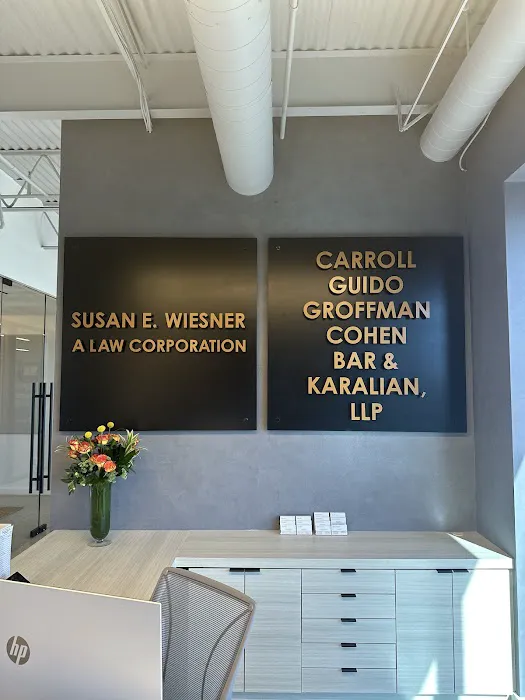 SUSAN E. WIESNER
A LAW CORPORATION
CARROLL
GUIDO
GROFFMAN
COHEN
BAR &
KARALIAN,
LLP
hp